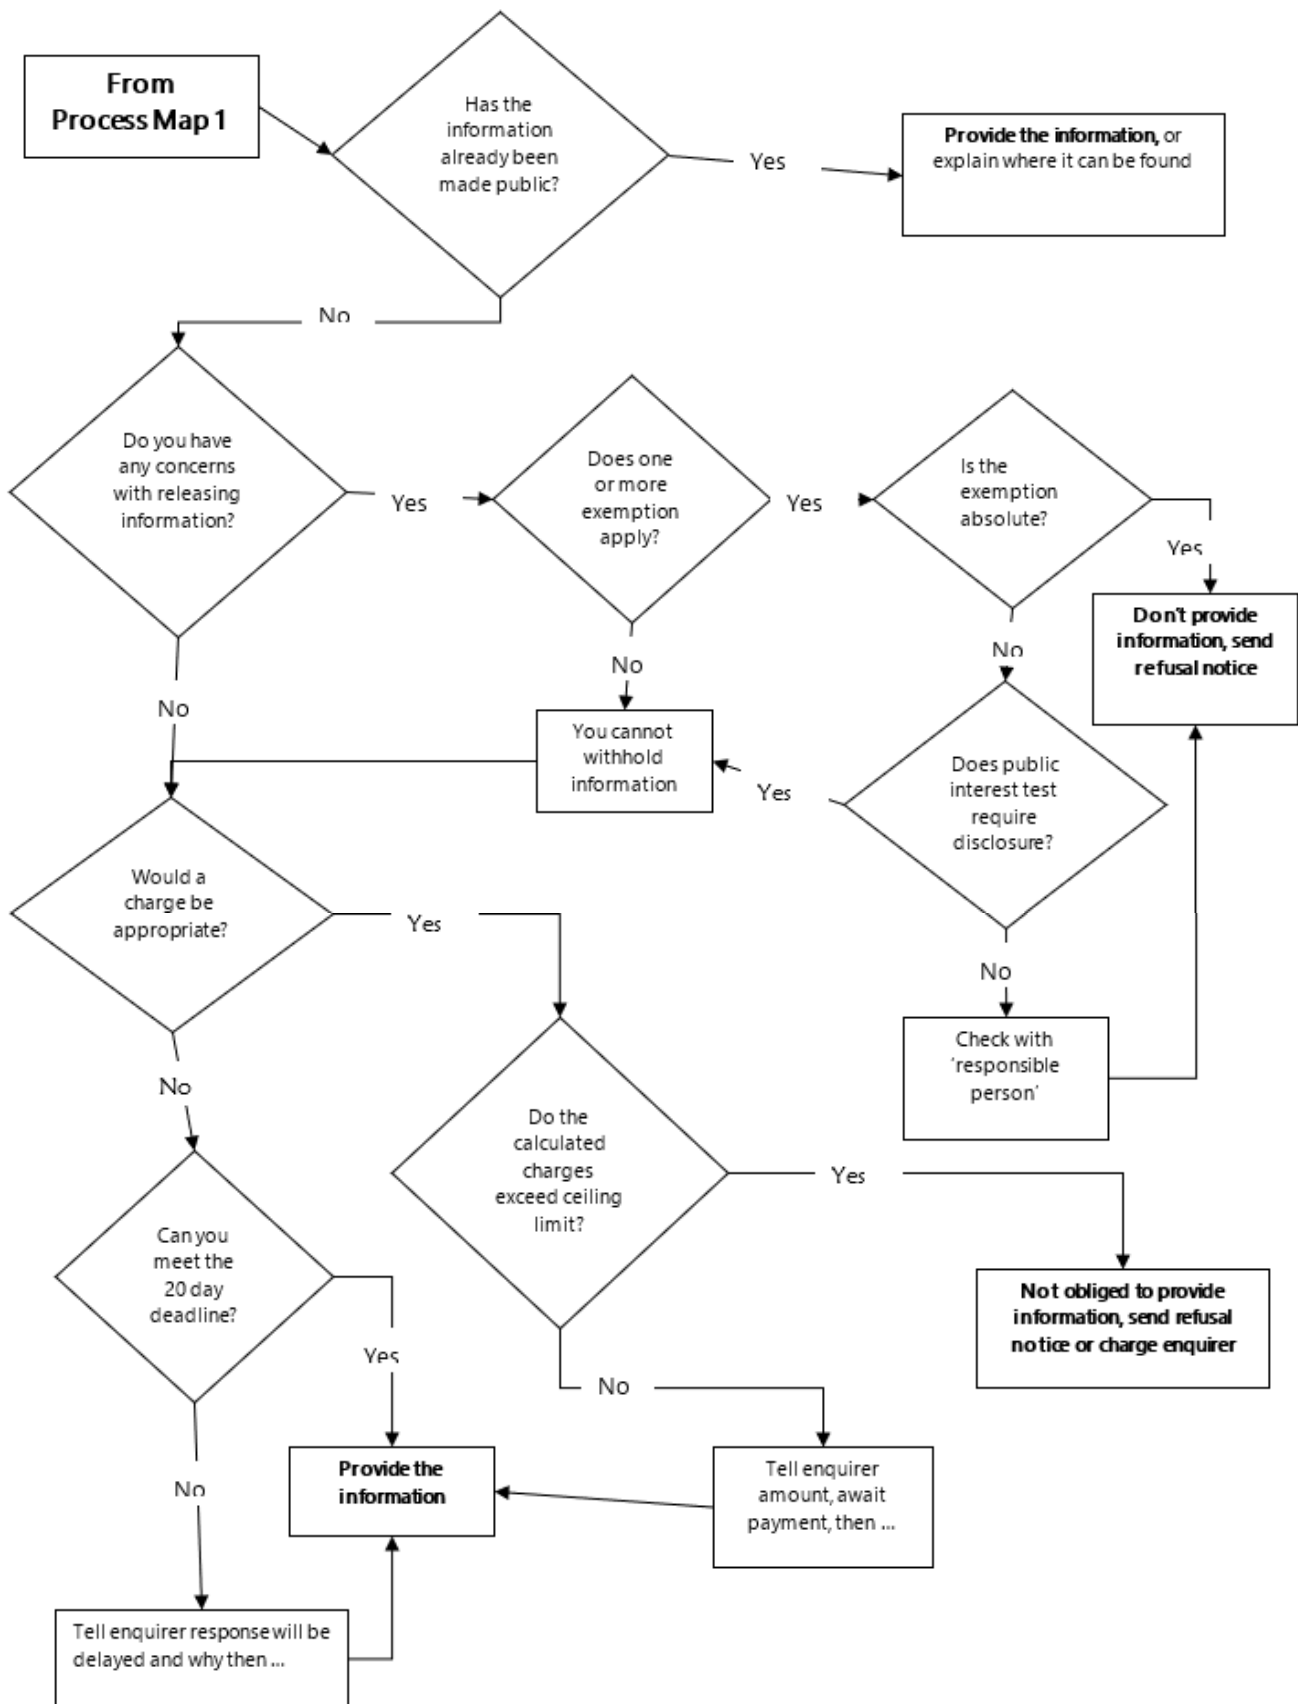 From
Process Map 1
Has the
information
already been
made public?
Yes
Provide the information, or
explain where it can be found
No
Do you have
any concerns
with releasing
information?
Yes
Does one
or more
exemption
apply?
Yes
Is the
exemption
absolute?
Yes
Don't provide
information, send
refusal notice
No
No
No
You cannot
withhold
information
Yes
Does public
interest test
require
disclosure?
Would a
charge be
appropriate?
Yes
No
Check with
‘responsible
person’
No
Do the
calculated
charges
exceed ceiling
limit?
Yes
Can you
meet the
20 day
deadline?
Not obliged to provide
information, send refusal
notice or charge enquirer
Yes
No
Provide the
information
Tell enquirer
amount, await
payment, then ...
No
Tell enquirer response will be
delayed and why then ...